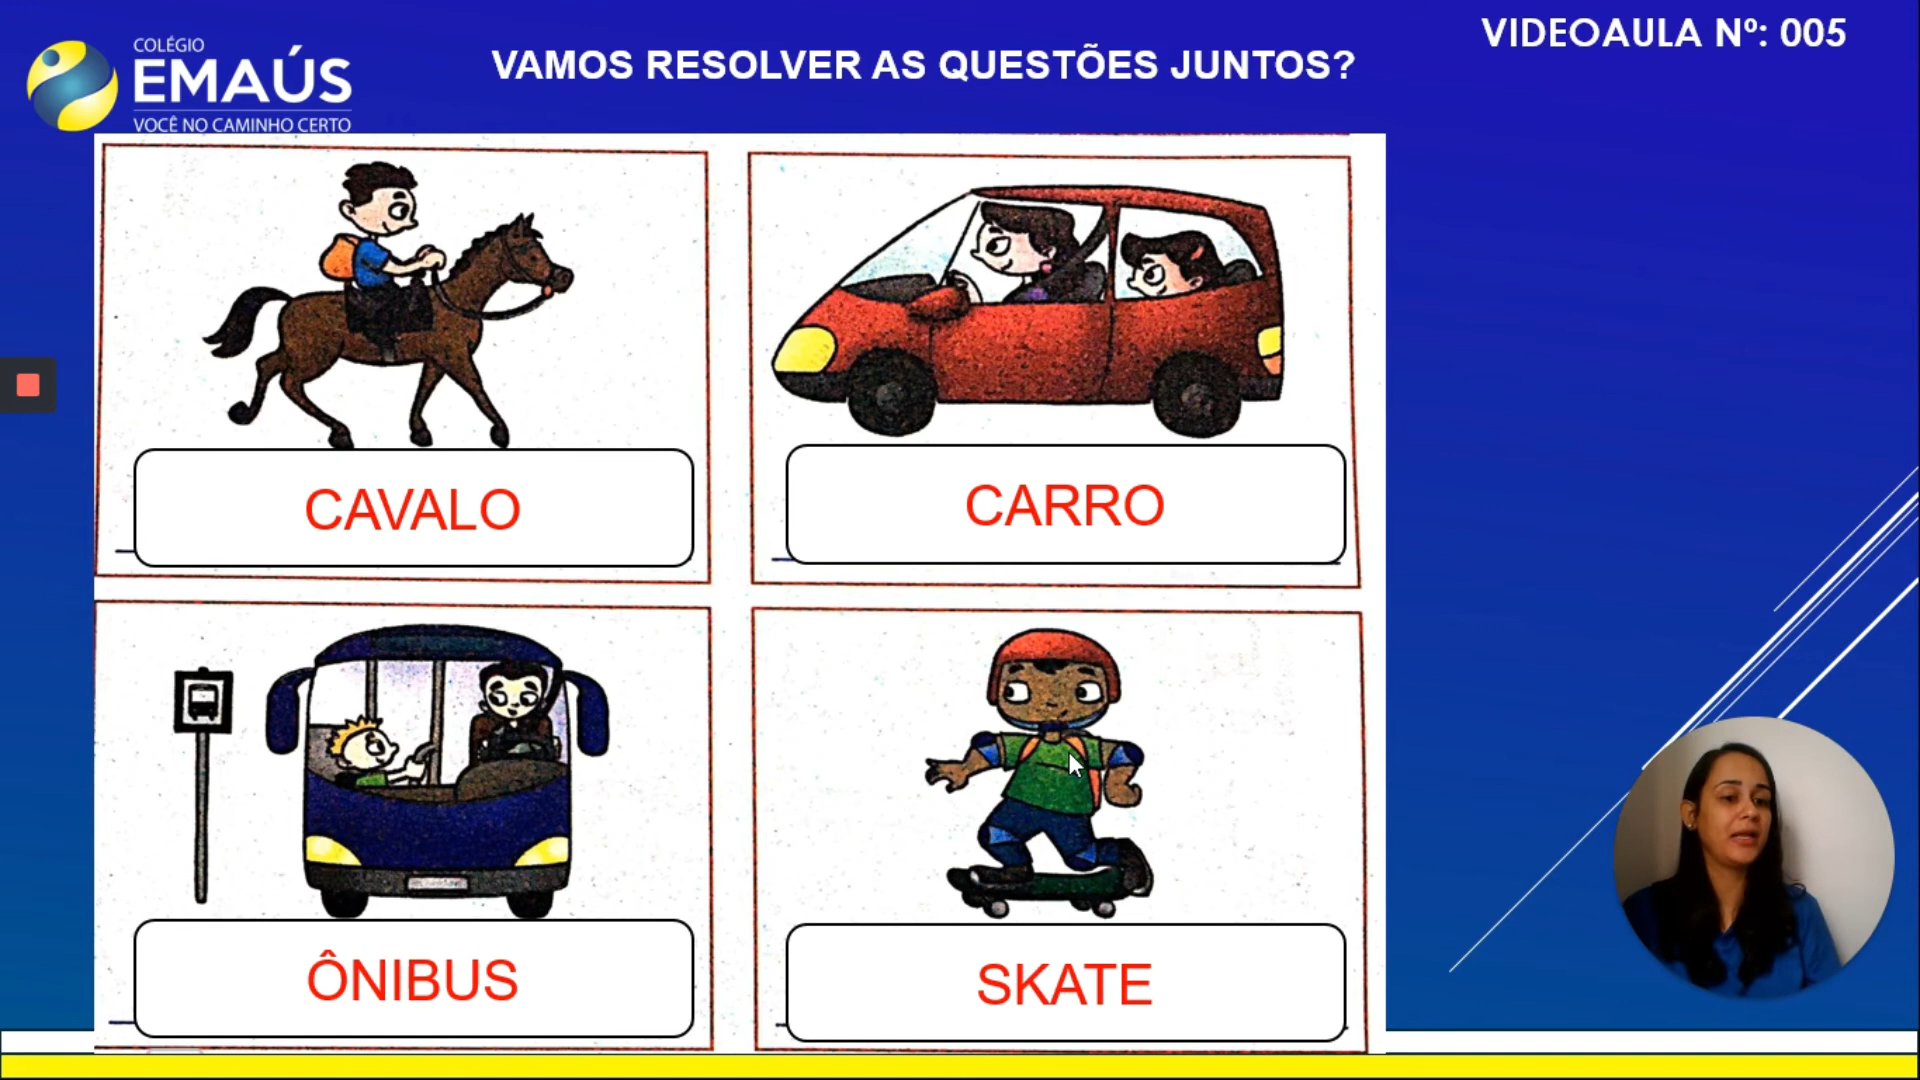 COLÉGIO
EMAÚS
VOCÊ NO CAMINHO CERTO
VAMOS RESOLVER AS QUESTÕES JUNTOS?
VIDEOAULA Nº: 005
CAVALO
CARRO
ÔNIBUS
SKATE